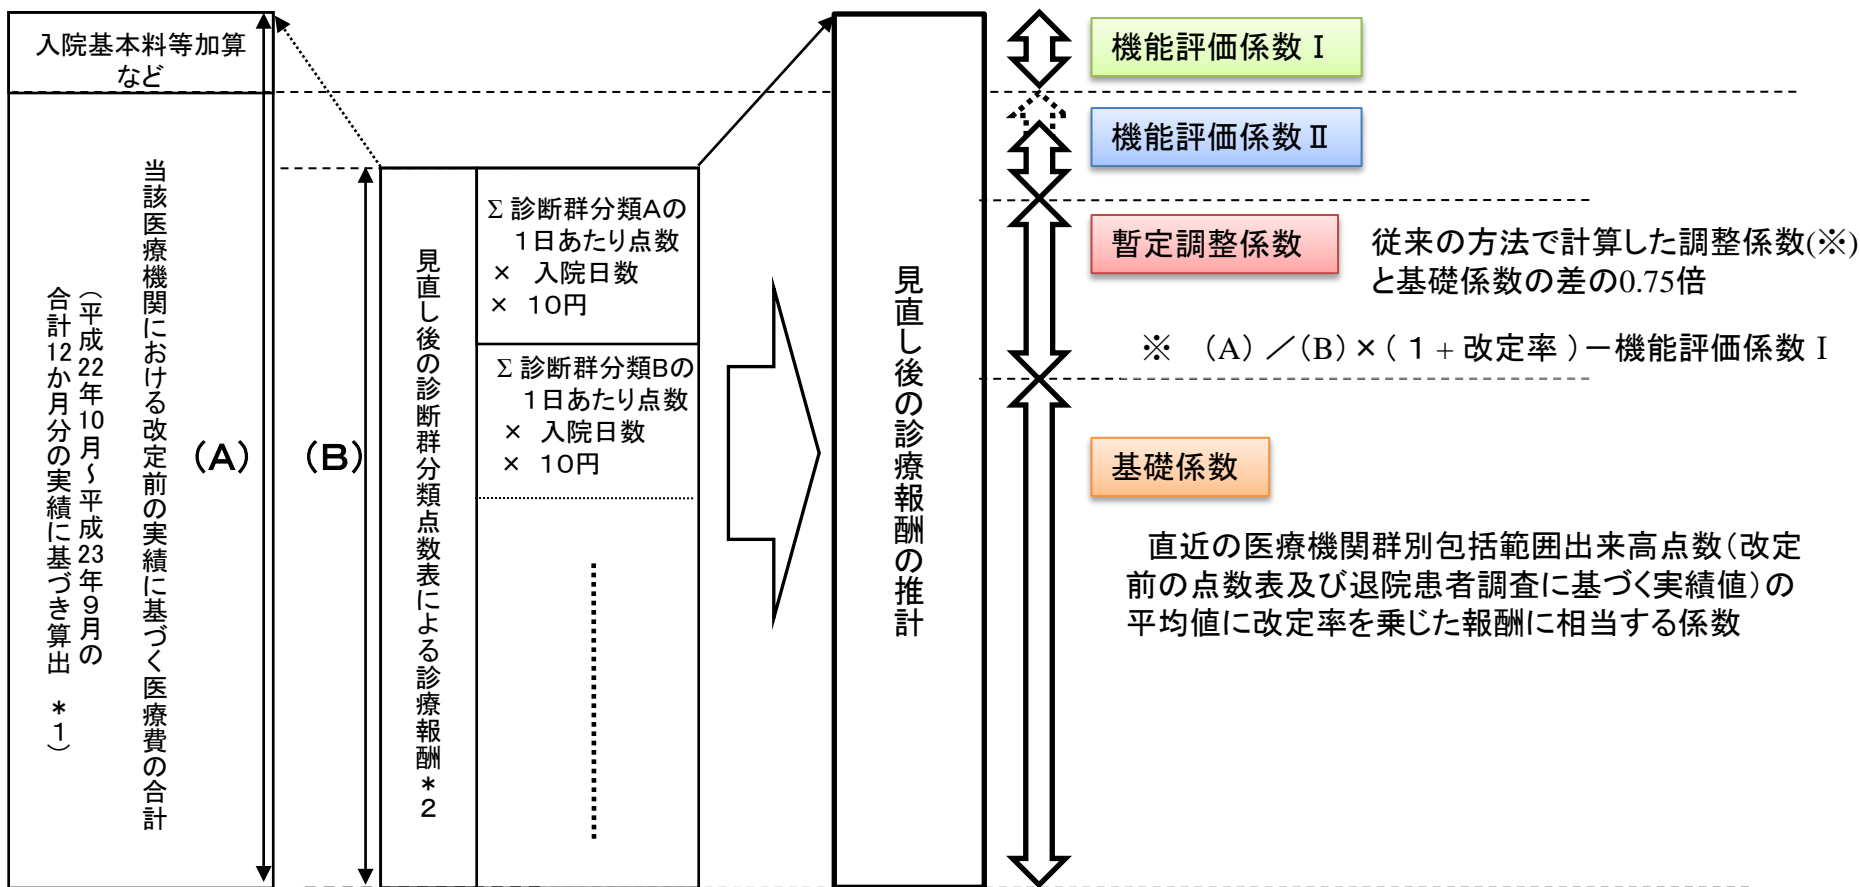 入院基本料等加算
など
当該医療機関における改定前の実績に基づく医療費の合計
（平成22年10月～平成23年9月の
合計12か月分の実績に基づき算出　＊1）
（A）
（B）
見直し後の診断群分類点数表による診療報酬＊2
Σ 診断群分類Aの
1日あたり点数
×　入院日数
×　10円
Σ 診断群分類Bの
1日あたり点数
×　入院日数
×　10円
見直し後の診療報酬の推計
機能評価係数Ⅰ
機能評価係数Ⅱ
暫定調整係数
従来の方法で計算した調整係数(※)
と基礎係数の差の0.75倍
※　（A）／（B）×（ 1 + 改定率 ）－機能評価係数Ⅰ
基礎係数
直近の医療機関群別包括範囲出来高点数（改定
前の点数表及び退院患者調査に基づく実績値）の
平均値に改定率を乗じた報酬に相当する係数